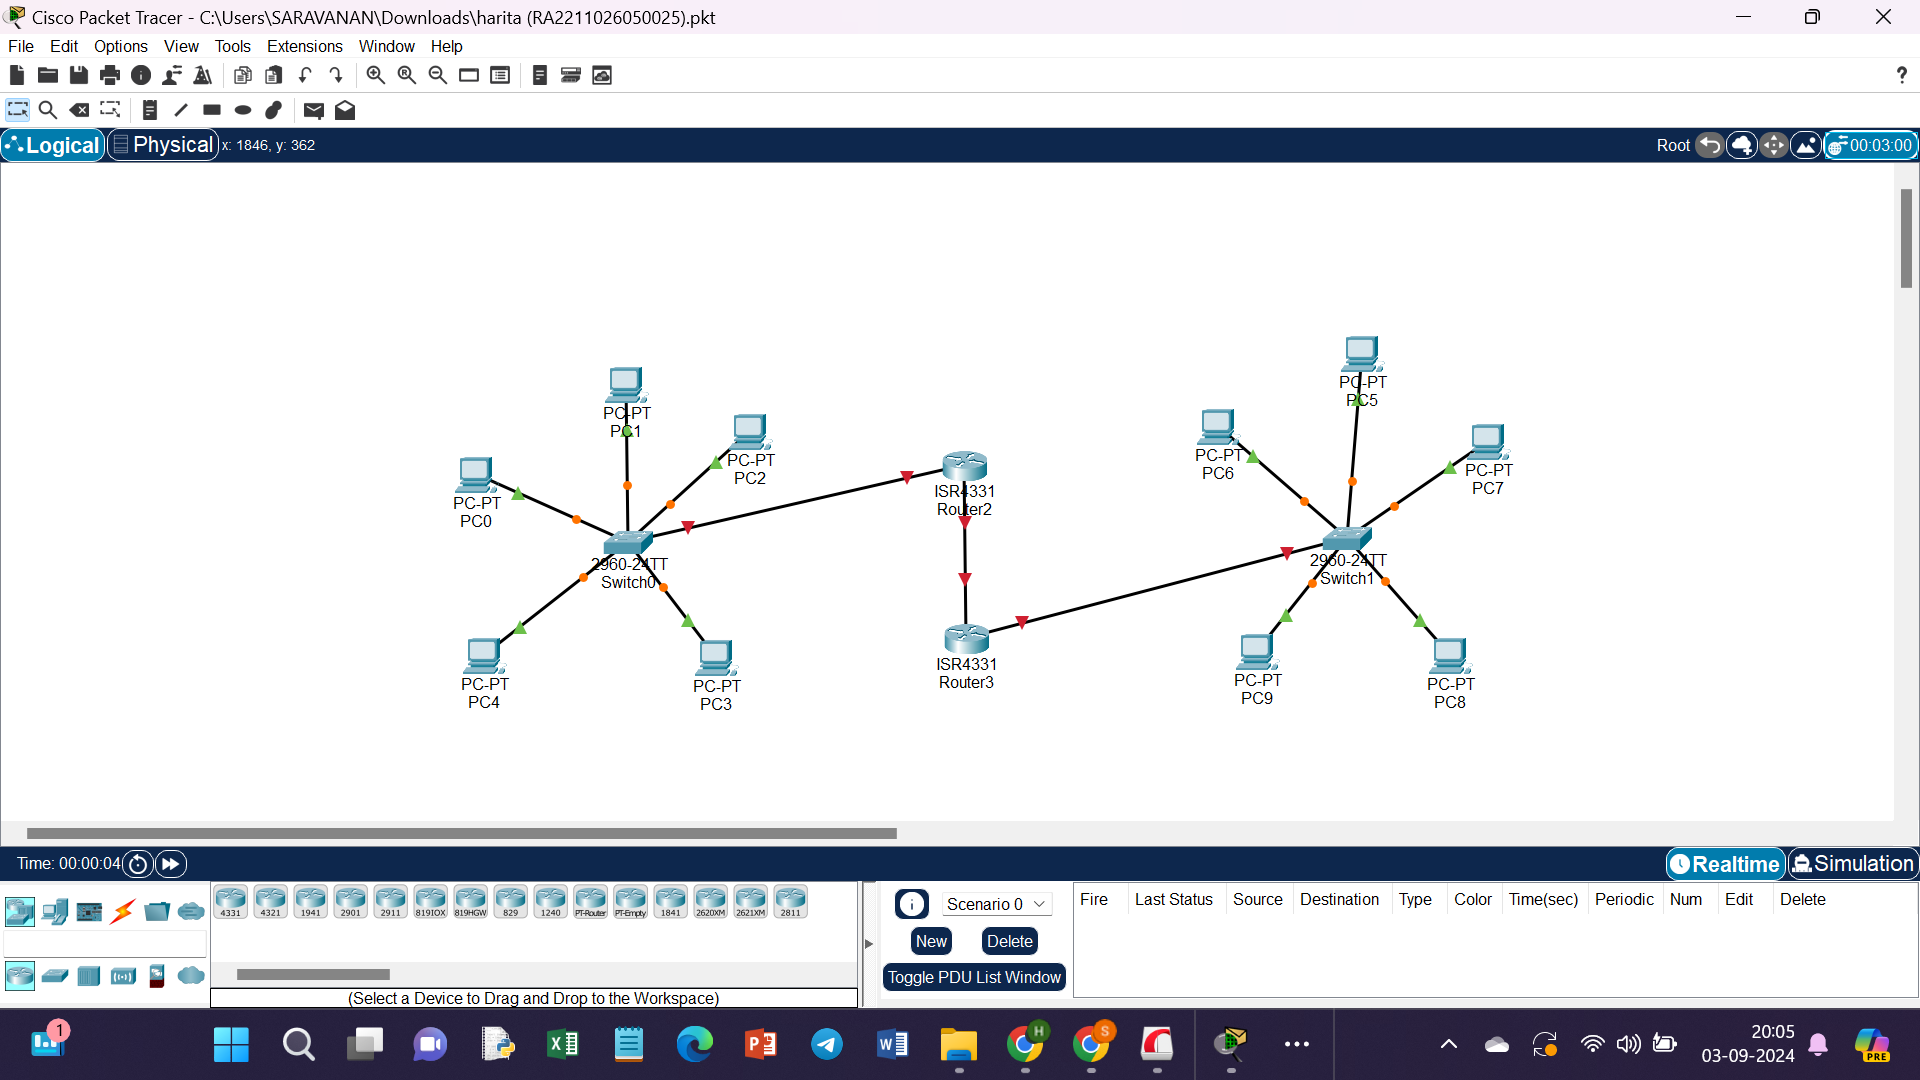 Cisco Packet Tracer - C:\Users\SARAVANAN\Downloads\harita (RA2211026050025).pkt
File Edit Options View Tools Extensions Window Help
?
Logical Physical x: 1846, y: 362 Root 00:03:00
PC-PT
PC5
PC-PT
PC1
PC-PT
PC2
PC-PT
PC6
PC-PT
PC7
PC-PT
PC0
ISR4331
Router2
2960-24TT
Switch0
2960-24TT
Switch1
ISR4331
Router3
PC-PT
PC4
PC-PT
PC3
PC-PT
PC9
PC-PT
PC8
Time: 00:00:04 Realtime Simulation
4331 4321 1941 2901 2911 819IOX 819HGW 829 1240 PT-Router PT-Empty 1841 2620XM 2621XM 2811
Scenario 0
New Delete
Toggle PDU List Window
Fire Last Status Source Destination Type Color Time(sec) Periodic Num Edit Delete
(Select a Device to Drag and Drop to the Workspace)
1
H
S
PRE
20:05
03-09-2024